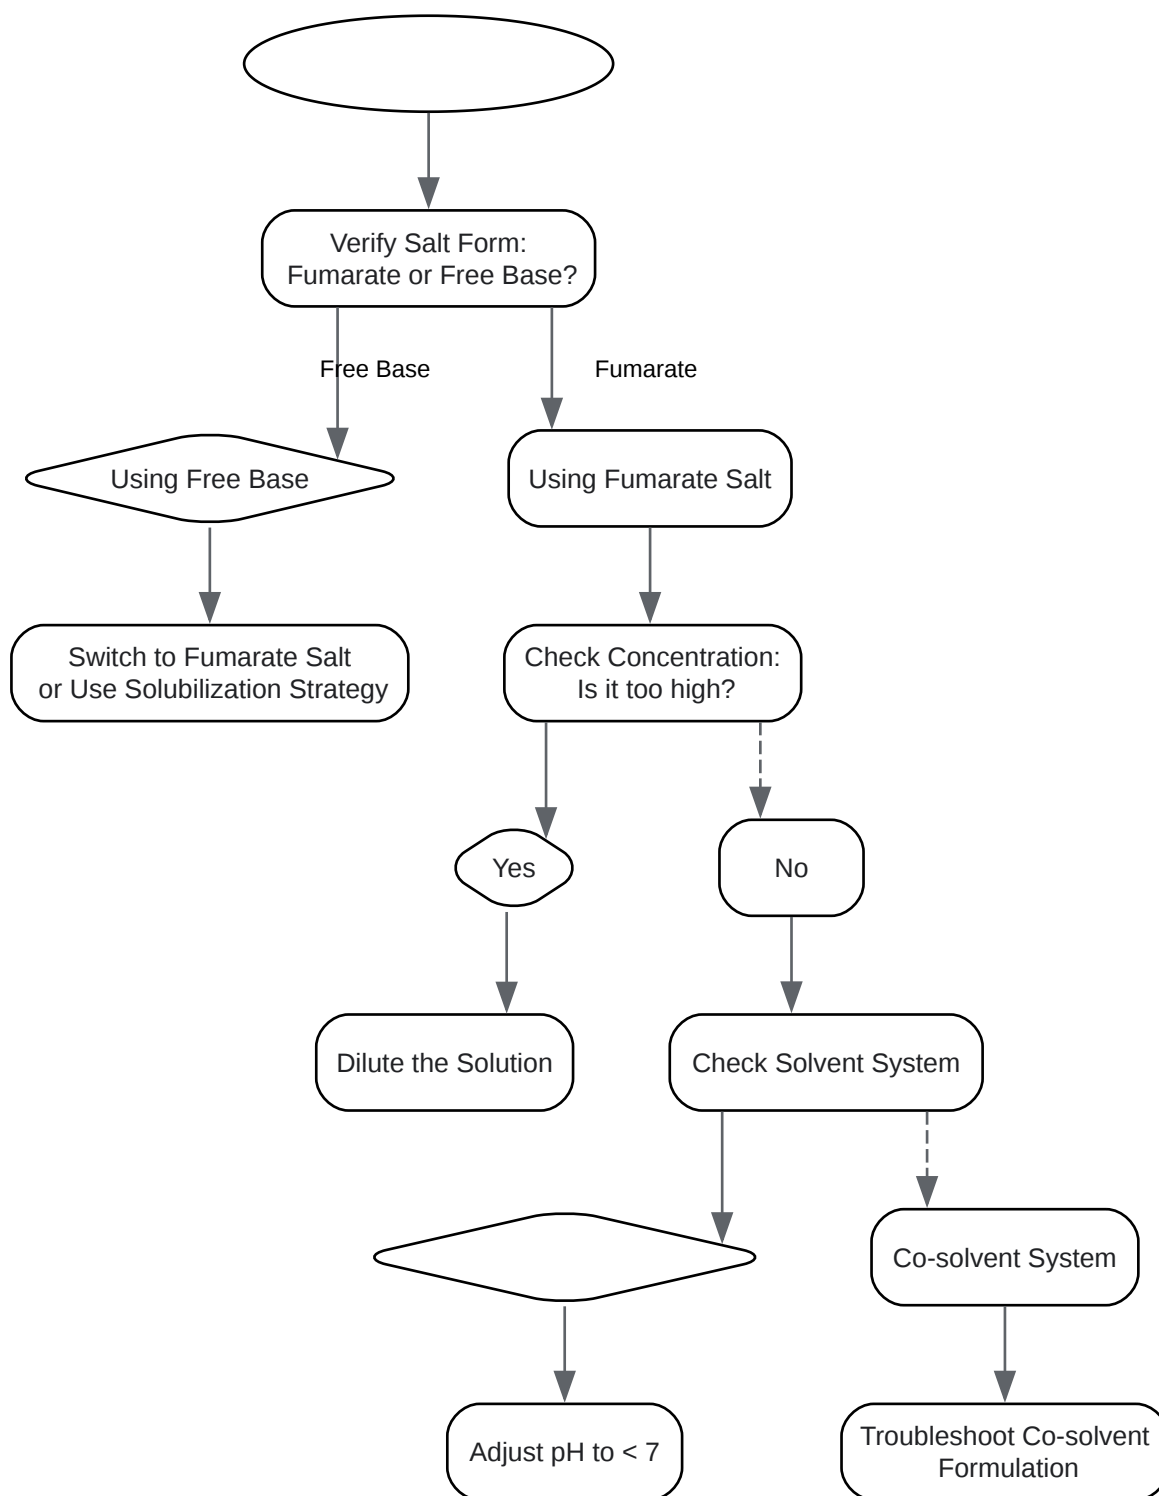 Verify Salt Form:
Fumarate or Free Base?
Free Base
Fumarate
Using Free Base
Using Fumarate Salt
Switch to Fumarate Salt
or Use Solubilization Strategy
Check Concentration:
Is it too high?
Yes
No
Dilute the Solution
Check Solvent System
Co-solvent System
Adjust pH to < 7
Troubleshoot Co-solvent
Formulation